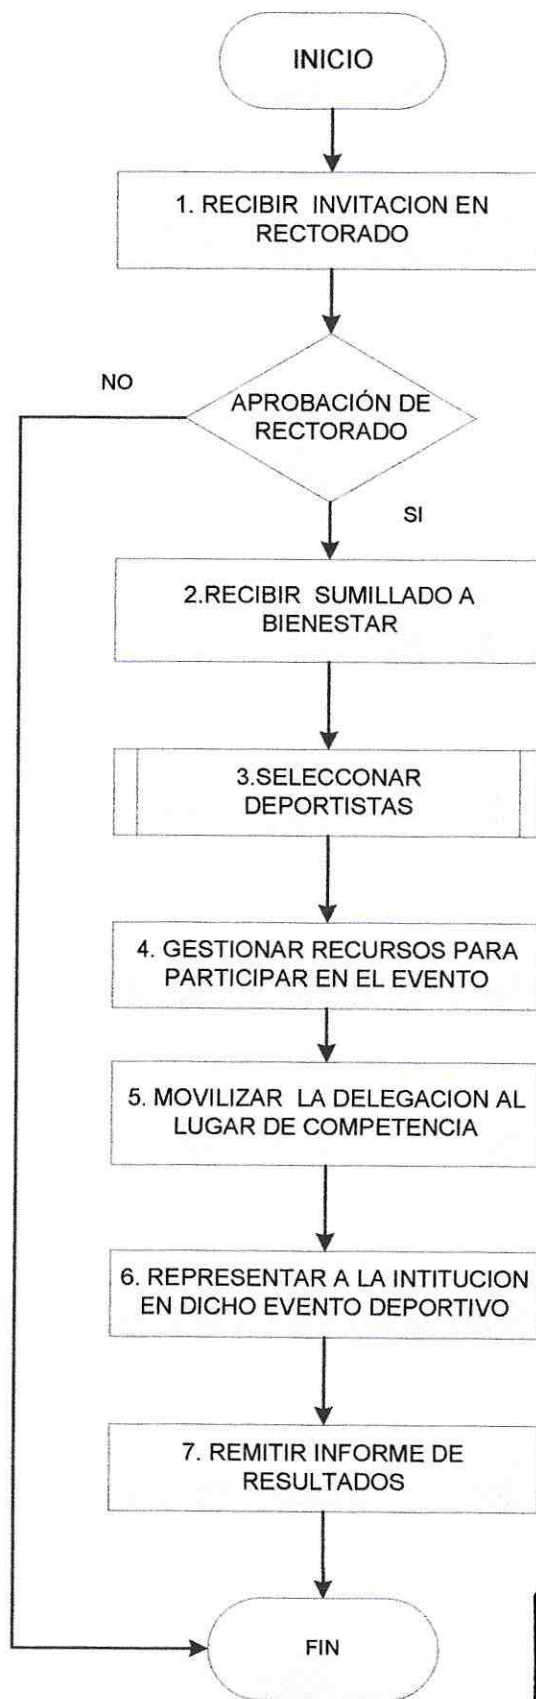 INICIO
1. RECIBIR INVITACION EN
RECTORADO
NO
APROBACIÓN DE
RECTORADO
SI
2.RECIBIR SUMILLADO A
BIENESTAR
3.SELECCONAR
DEPORTISTAS
4. GESTIONAR RECURSOS PARA
PARTICIPAR EN EL EVENTO
5. MOVILIZAR LA DELEGACION AL
LUGAR DE COMPETENCIA
6. REPRESENTAR A LA INTITUCION
EN DICHO EVENTO DEPORTIVO
7. REMITIR INFORME DE
RESULTADOS
FIN